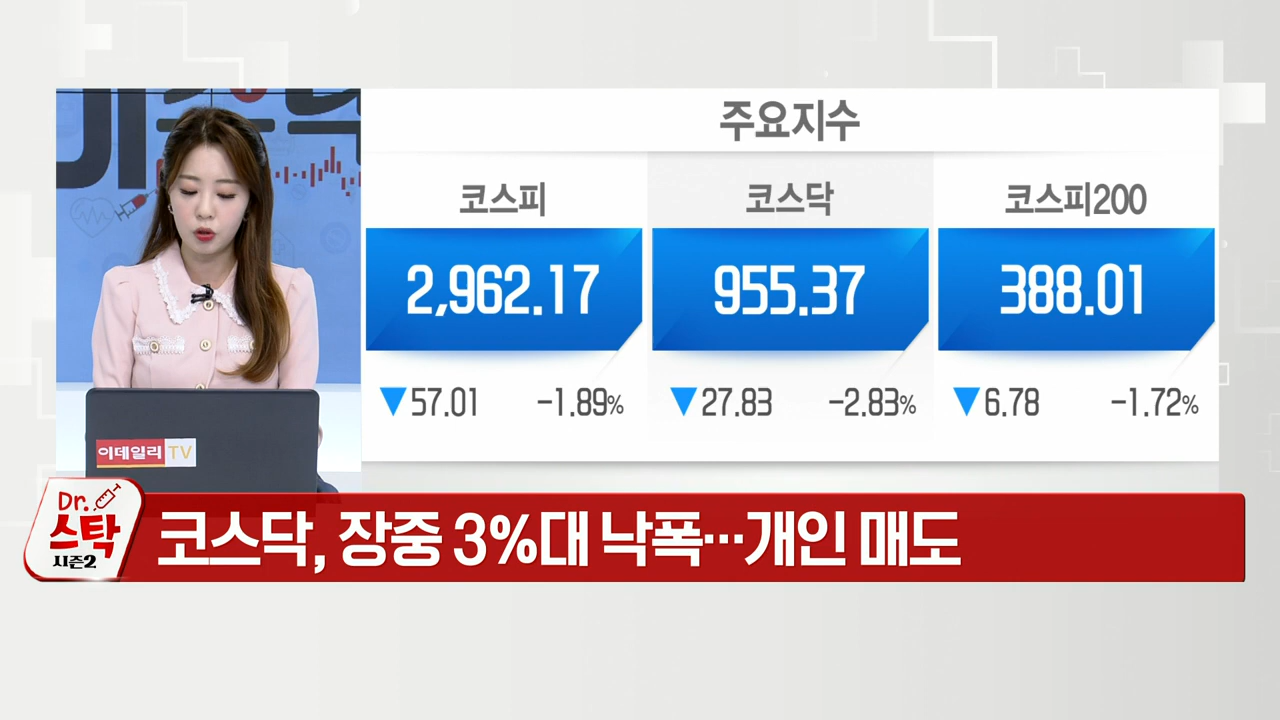 주요지수
코스피
코스닥
코스피200
2,962.17
955.37
388.01
▼57.01 -1.89%
▼27.83 -2.83%
▼6.78 -1.72%
이데일리TV
Dr.
스탁
시즌2
코스닥, 장중 3%대 낙폭…개인 매도